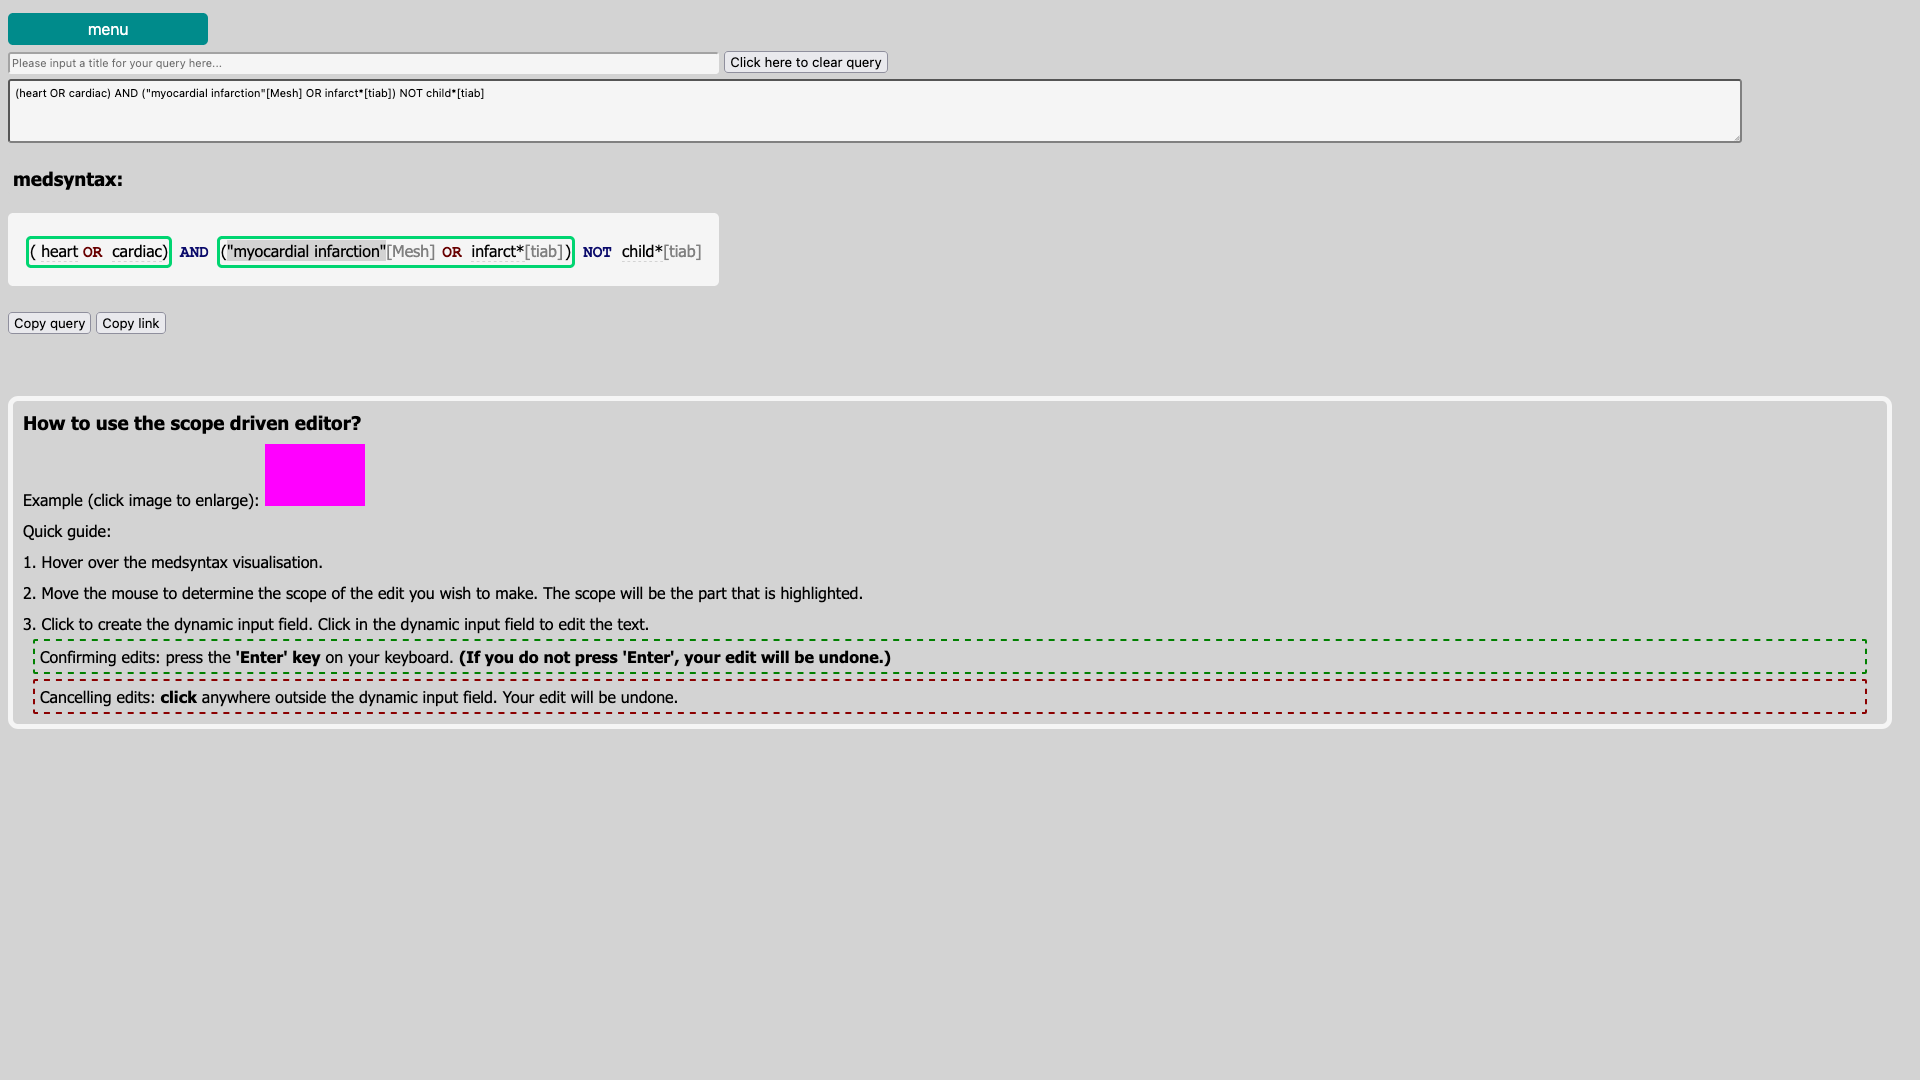 menu
Please input a title for your query here...
Click here to clear query
(heart OR cardiac) AND ("myocardial infarction"[Mesh] OR infarct*[tiab]) NOT child*[tiab]
medsyntax:
( heart OR cardiac) AND ("myocardial infarction"[Mesh] OR infarct*[tiab]) NOT child*[tiab]
Copy query Copy link
How to use the scope driven editor?
Example (click image to enlarge):
Quick guide:
1. Hover over the medsyntax visualisation.
2. Move the mouse to determine the scope of the edit you wish to make. The scope will be the part that is highlighted.
3. Click to create the dynamic input field. Click in the dynamic input field to edit the text.
Confirming edits: press the 'Enter' key on your keyboard. (If you do not press 'Enter', your edit will be undone.)
Cancelling edits: click anywhere outside the dynamic input field. Your edit will be undone.